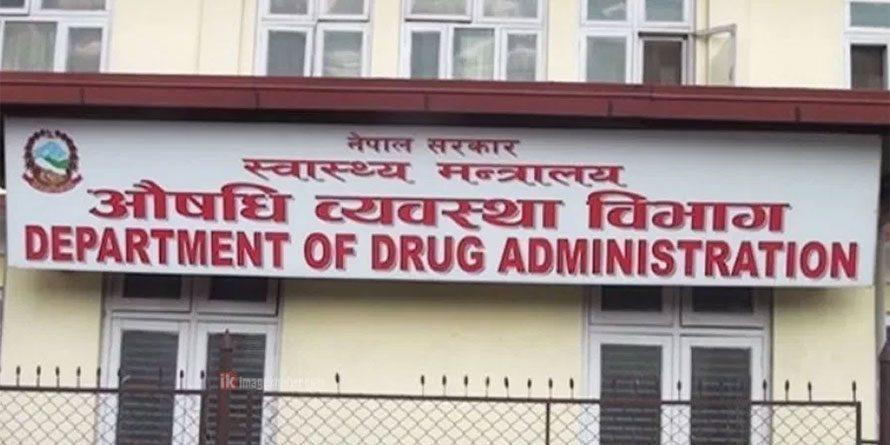 नेपाल सरकार
स्वास्थ्य मन्त्रालय
औषधि व्यवस्था विभाग
DEPARTMENT OF DRUG ADMINISTRATION